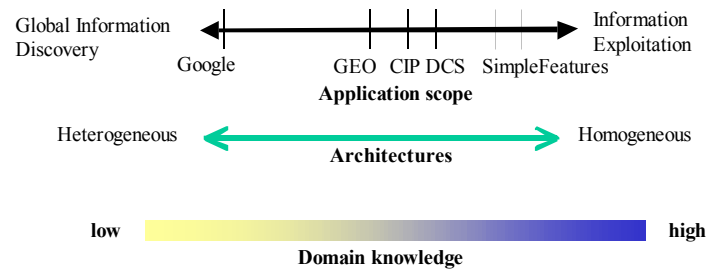 Global Information
Discovery
Information
Exploitation
Google
GEO
CIP
DCS
SimpleFeatures
Application scope
Heterogeneous
Homogeneous
Architectures
low
high
Domain knowledge